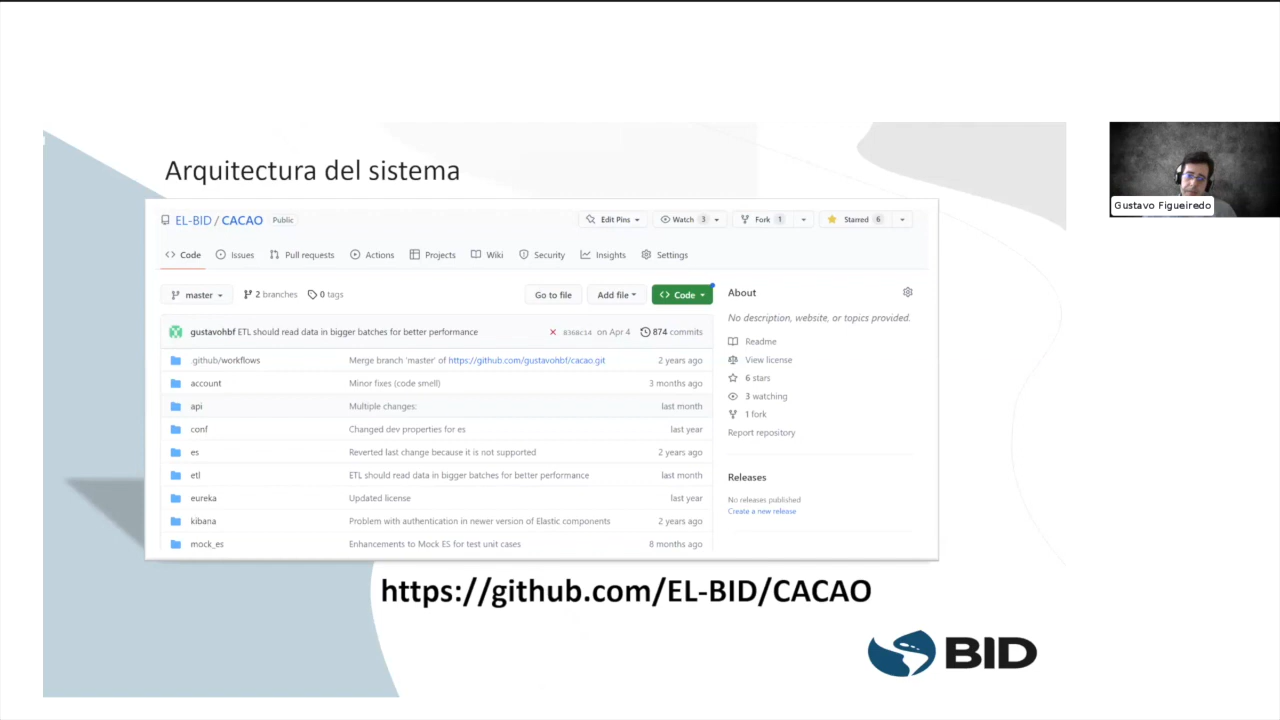 Arquitectura del sistema
EL-BID / CACAO Public
Edit Pins Watch 3 Fork 1 Starred 6
Code Issues Pull requests Actions Projects Wiki Security Insights Settings
master 2 branches 0 tags Go to file Add file Code
gustavohbf ETL should read data in bigger batches for better performance 8368c14 on Apr 4 874 commits
.github/workflows Merge branch 'master' of https://github.com/gustavohbf/cacao.git 2 years ago
account Minor fixes (code smell) 3 months ago
api Multiple changes: last month
conf Changed dev properties for es last year
es Reverted last change because it is not supported 2 years ago
etl ETL should read data in bigger batches for better performance last month
eureka Updated license last year
kibana Problem with authentication in newer version of Elastic components 2 years ago
mock_es Enhancements to Mock ES for test unit cases 8 months ago
About
No description, website, or topics provided.
Readme
View license
6 stars
3 watching
1 fork
Report repository
Releases
No releases published
Create a new release
https://github.com/EL-BID/CACAO
BID
Gustavo Figueiredo